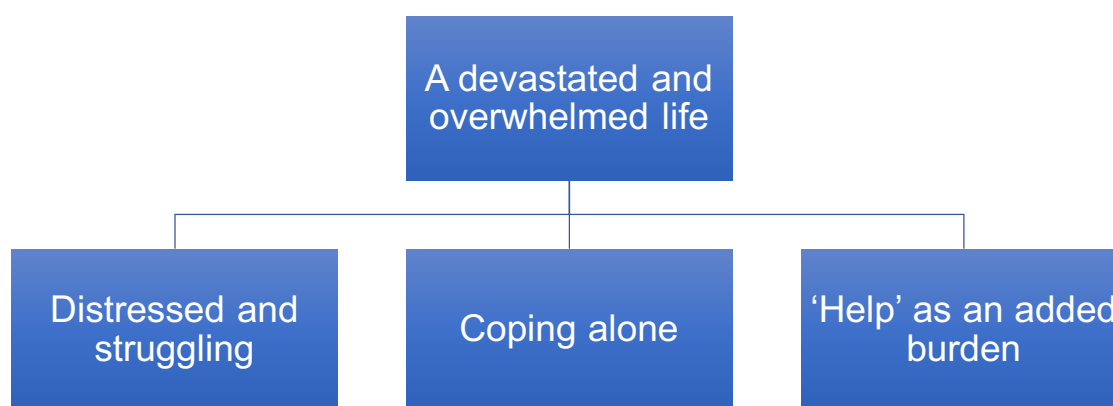 A devastated and
overwhelmed life
Distressed and
struggling
Coping alone
‘Help’ as an added
burden